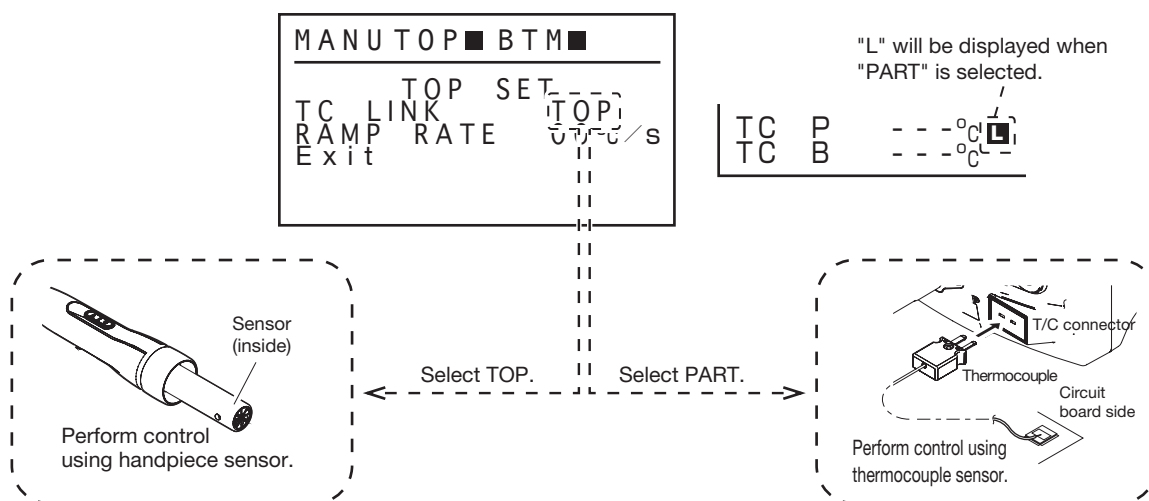 MANU TOP■ BTM■
TOP SET
TC LINK TOP
RAMP RATE 00℃/s
Exit
"L" will be displayed when
"PART" is selected.
TC P ---℃ L
TC B ---℃
Sensor
(inside)
Perform control
using handpiece sensor.
Select TOP.
Select PART.
T/C connector
Thermocouple
Circuit
board side
Perform control using
thermocouple sensor.